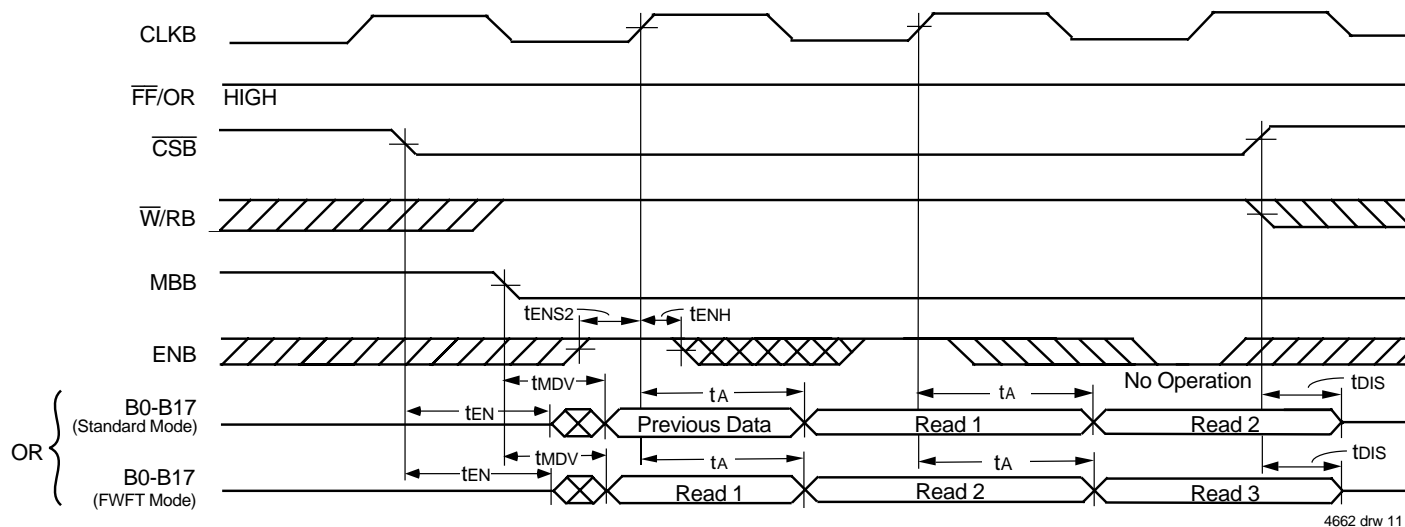 CLKB
F̅F̅/OR HIGH
C̅S̅B̅
W̅/RB
MBB
tENS2 tENH
ENB
No Operation
tMDV tA tA tDIS
B0-B17
(Standard Mode)
tEN
Previous Data Read 1 Read 2
OR
tMDV tA tA tDIS
B0-B17
(FWFT Mode)
tEN
Read 1 Read 2 Read 3
4662 drw 11